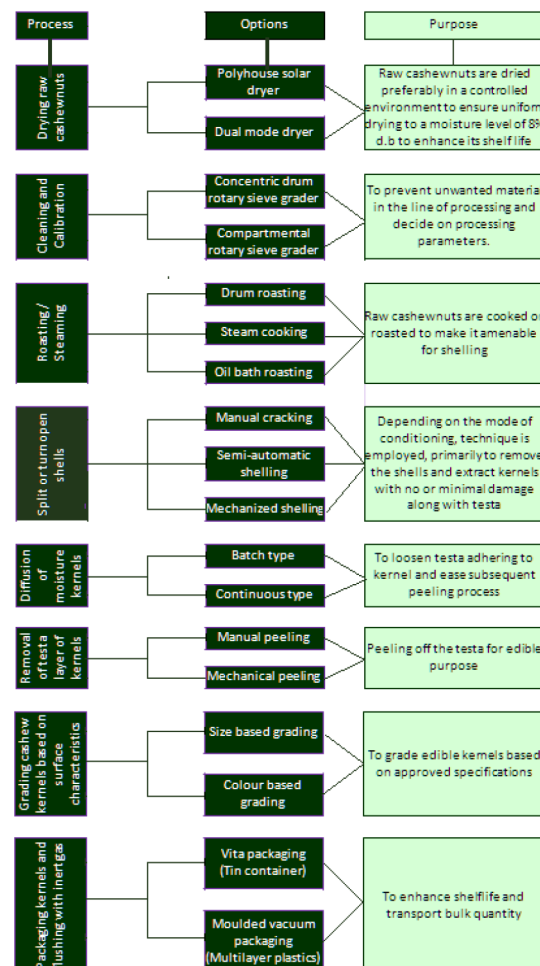 Process
Options
Purpose
Drying raw
cashewnuts
Polyhouse solar
dryer
Dual mode dryer
Raw cashewnuts are dried
preferably in a controlled
environment to ensure uniform
drying to a moisture level of 8%
d.b to enhance its shelf life
Cleaning and
Calibration
Concentric drum
rotary sieve grader
Compartmental
rotary sieve grader
To prevent unwanted material
in the line of processing and
decide on processing
parameters.
Roasting /
Steaming
Drum roasting
Steam cooking
Oil bath roasting
Raw cashewnuts are cooked or
roasted to make it amenable
for shelling
Split or turn open
shells
Manual cracking
Semi-automatic
shelling
Mechanized shelling
Depending on the mode of
conditioning, technique is
employed, primarily to remove
the shells and extract kernels
with no or minimal damage
along with testa
Diffusion
of
moisture
kernels
Batch type
Continuous type
To loosen testa adhering to
kernel and ease subsequent
peeling process
Removal
of testa
layer of
kernels
Manual peeling
Mechanical peeling
Peeling off the testa for edible
purpose
Grading cashew
kernels based on
surface
characteristics
Size based grading
Colour based
grading
To grade edible kernels based
on approved specifications
Packaging kernels and
flushing with inert gas
Vita packaging
(Tin container)
Moulded vacuum
packaging
(Multilayer plastics)
To enhance shelflife and
transport bulk quantity